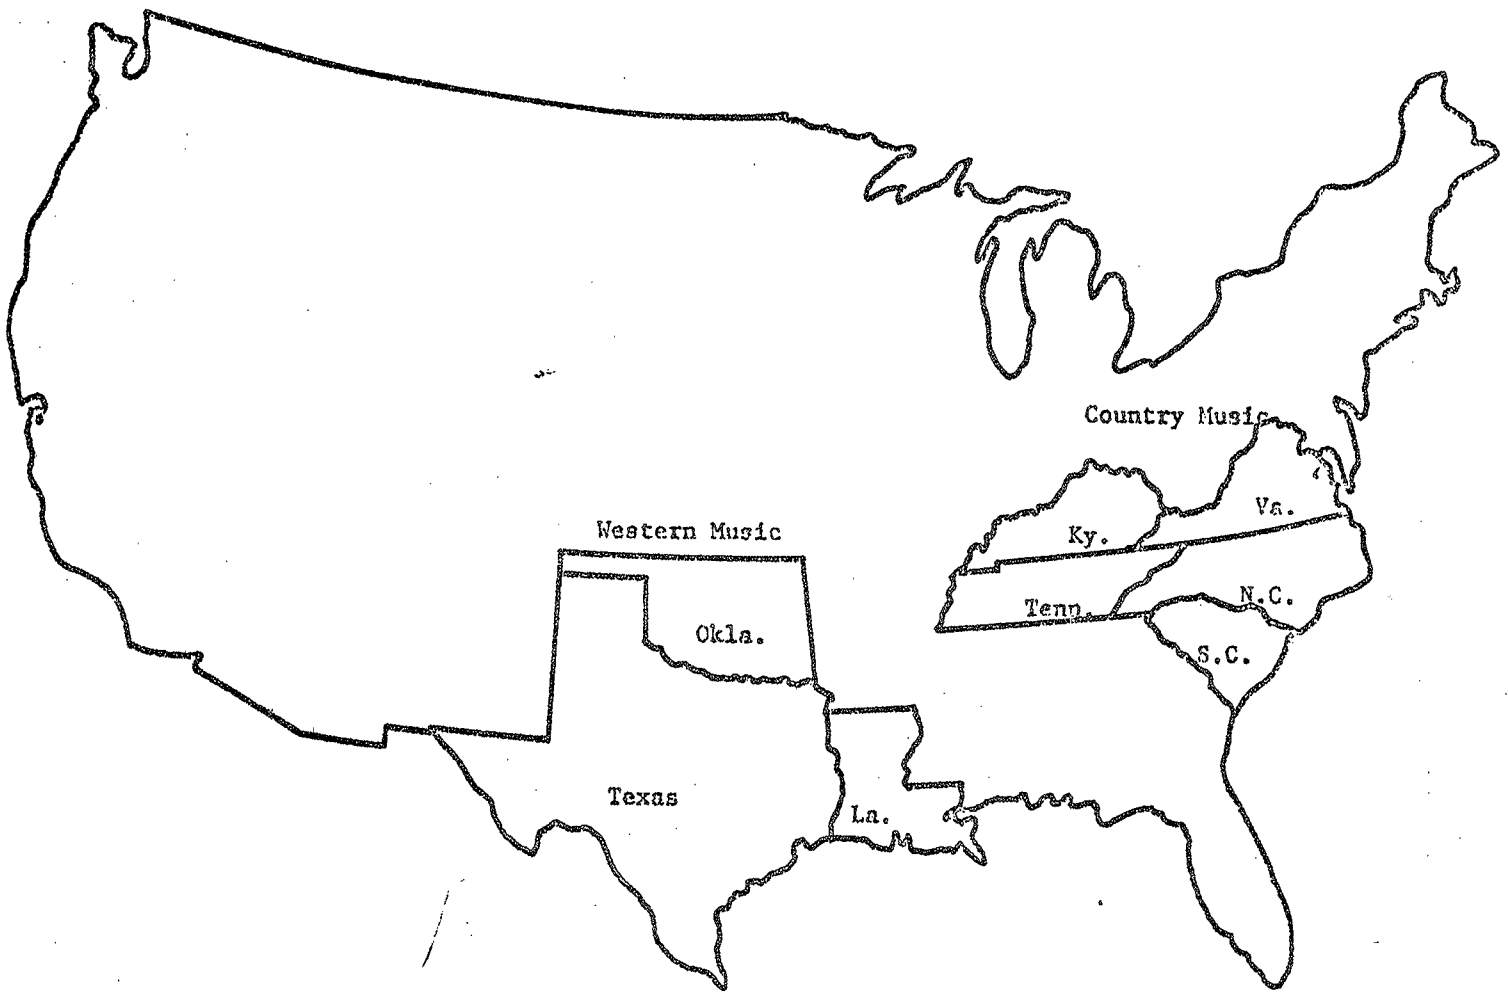 Country Music
Va.
Western Music
Ky.
N.C.
Tenn.
Okla.
S.C.
Texas
La.